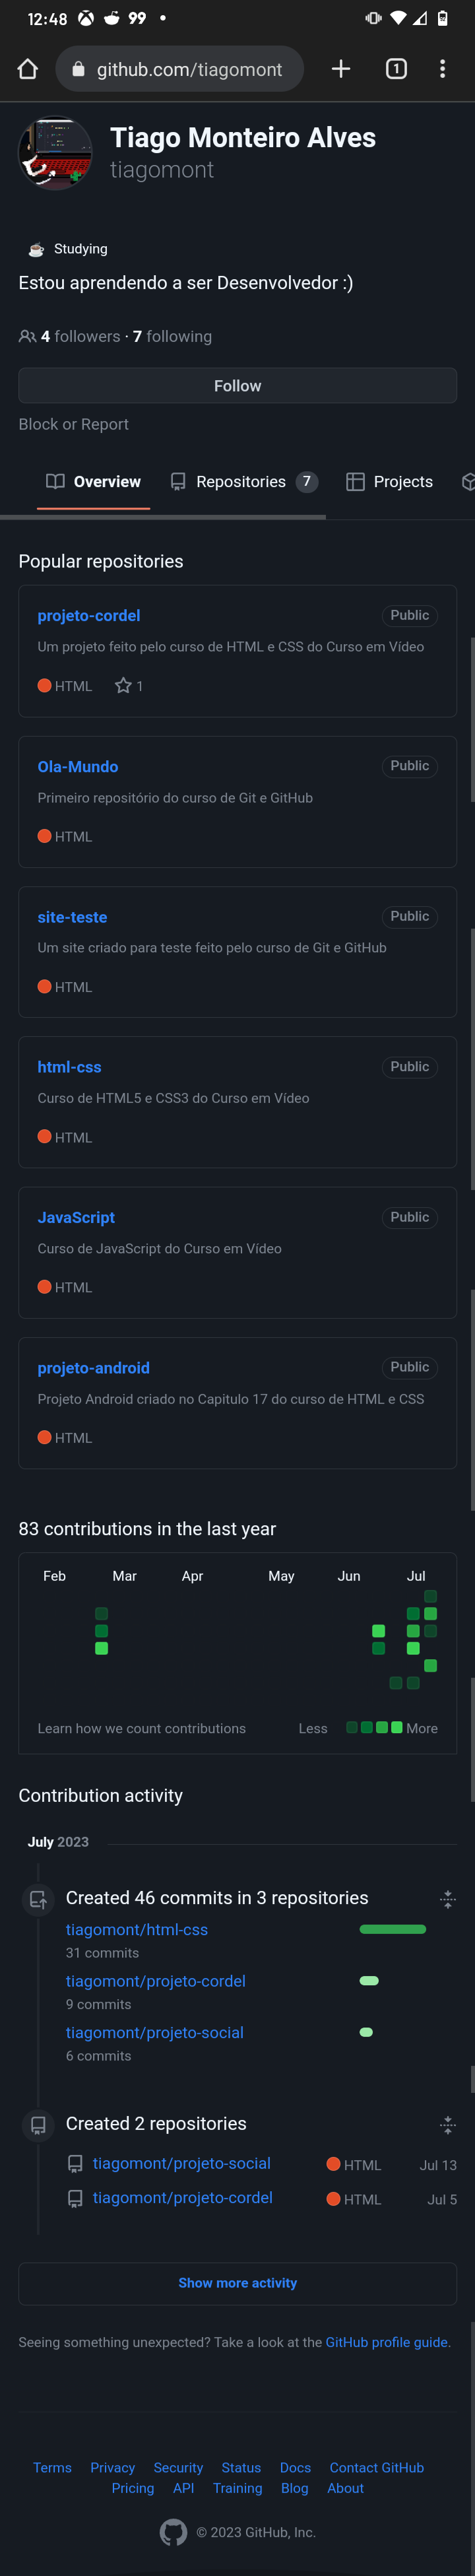 12:48 99
github.com/tiagomont 1
Tiago Monteiro Alves
tiagomont
Studying
Estou aprendendo a ser Desenvolvedor :)
4 followers · 7 following
Follow
Block or Report
Overview Repositories 7 Projects
Popular repositories
projeto-cordel Public
Um projeto feito pelo curso de HTML e CSS do Curso em Vídeo
HTML 1
Ola-Mundo Public
Primeiro repositório do curso de Git e GitHub
HTML
site-teste Public
Um site criado para teste feito pelo curso de Git e GitHub
HTML
html-css Public
Curso de HTML5 e CSS3 do Curso em Vídeo
HTML
JavaScript Public
Curso de JavaScript do Curso em Vídeo
HTML
projeto-android Public
Projeto Android criado no Capitulo 17 do curso de HTML e CSS
HTML
83 contributions in the last year
Feb Mar Apr May Jun Jul
Learn how we count contributions Less More
Contribution activity
July 2023
Created 46 commits in 3 repositories
tiagomont/html-css
31 commits
tiagomont/projeto-cordel
9 commits
tiagomont/projeto-social
6 commits
Created 2 repositories
tiagomont/projeto-social HTML Jul 13
tiagomont/projeto-cordel HTML Jul 5
Show more activity
Seeing something unexpected? Take a look at the GitHub profile guide.
Terms Privacy Security Status Docs Contact GitHub
Pricing API Training Blog About
© 2023 GitHub, Inc.